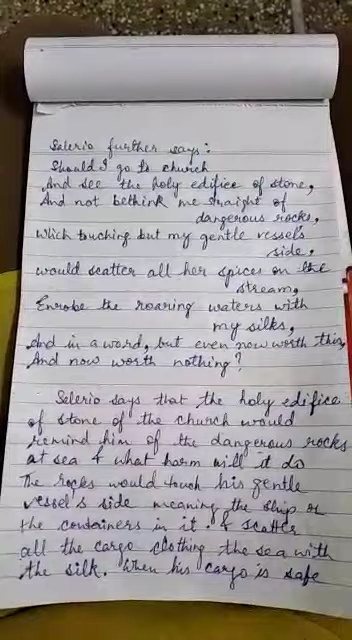 Salerio further says:
Should I go to church
And see the holy edifice of stone,
And not bethink me straight of
dangerous rocks,
Which touching but my gentle vessel's
side,
would scatter all her spices on the
stream,
Enrobe the roaring waters with
my silks,
And in a word, but even now worth this,
And now worth nothing?
Salerio says that the holy edifice
of stone of the church would
remind him of the dangerous rocks
at sea & what harm will it do
The rocks would touch his gentle
vessel's side meaning the ship or
the containers in it. & scatter
all the cargo clothing the sea with
the silk. When his cargo is safe